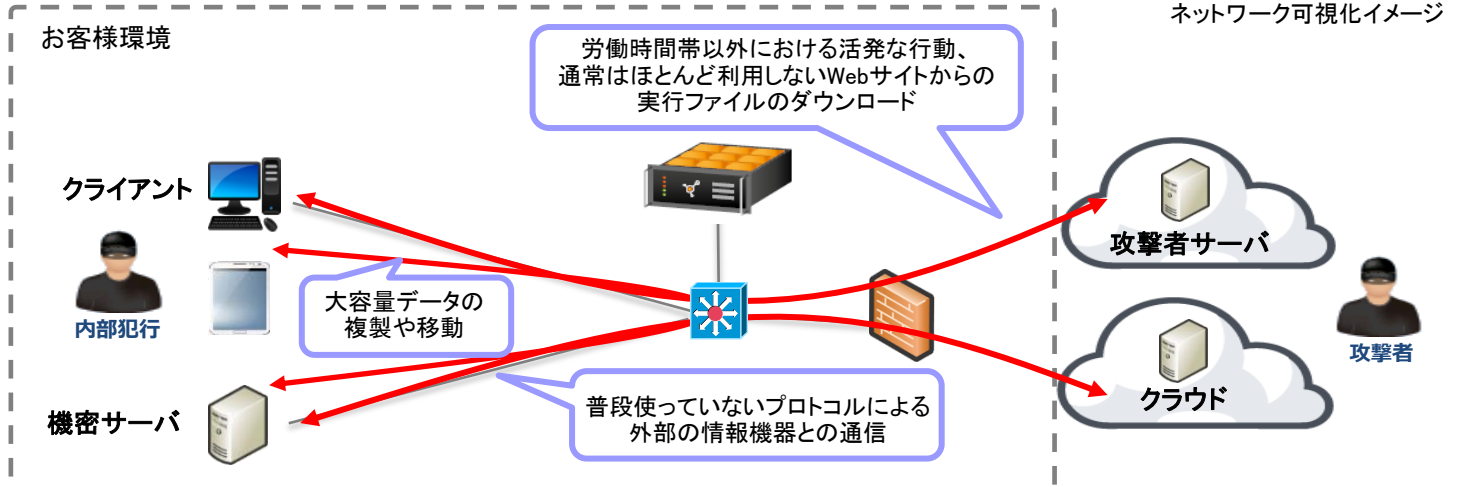 ネットワーク可視化イメージ
お客様環境
労働時間帯以外における活発な行動、
通常はほとんど利用しないWebサイトからの
実行ファイルのダウンロード
クライアント
攻撃者サーバ
大容量データの
複製や移動
内部犯行
攻撃者
クラウド
普段使っていないプロトコルによる
外部の情報機器との通信
機密サーバ